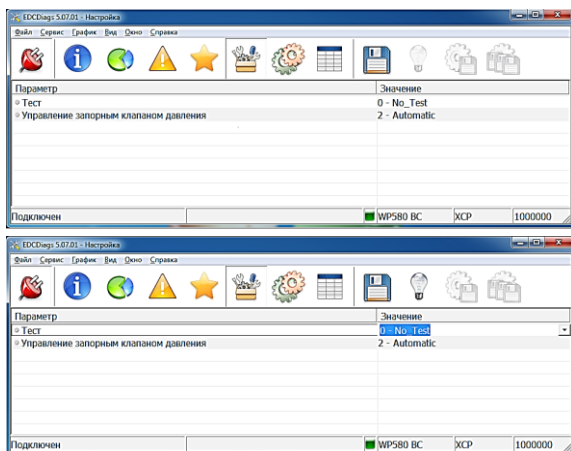 EDCDiags 5.07.01 - Настройка
Файл Сервис График Вид Окно Справка
Параметр Значение
Тест 0 - No_Test
Управление запорным клапаном давления 2 - Automatic
Подключен WP580 BC XCP 1000000
EDCDiags 5.07.01 - Настройка
Файл Сервис График Вид Окно Справка
Параметр Значение
Тест 0 - No_Test
Управление запорным клапаном давления 2 - Automatic
Подключен WP580 BC XCP 1000000